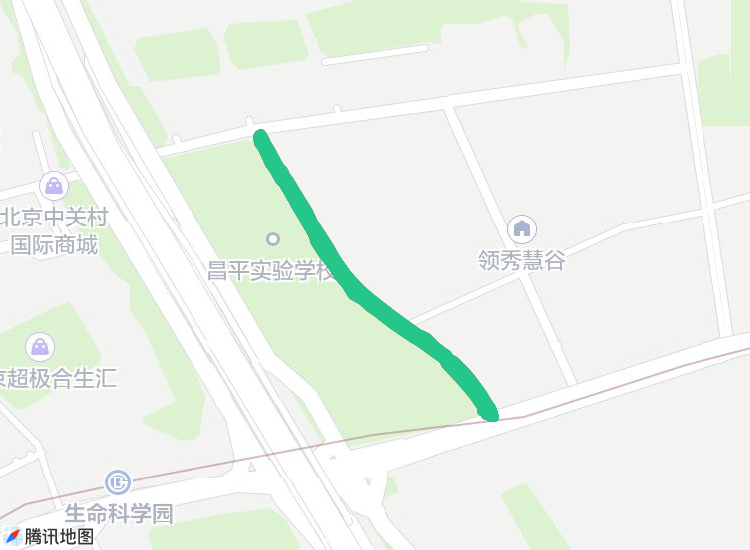 北京中关村
国际商城
领秀慧谷
昌平实验学校
京超极合生汇
生命科学园
腾讯地图